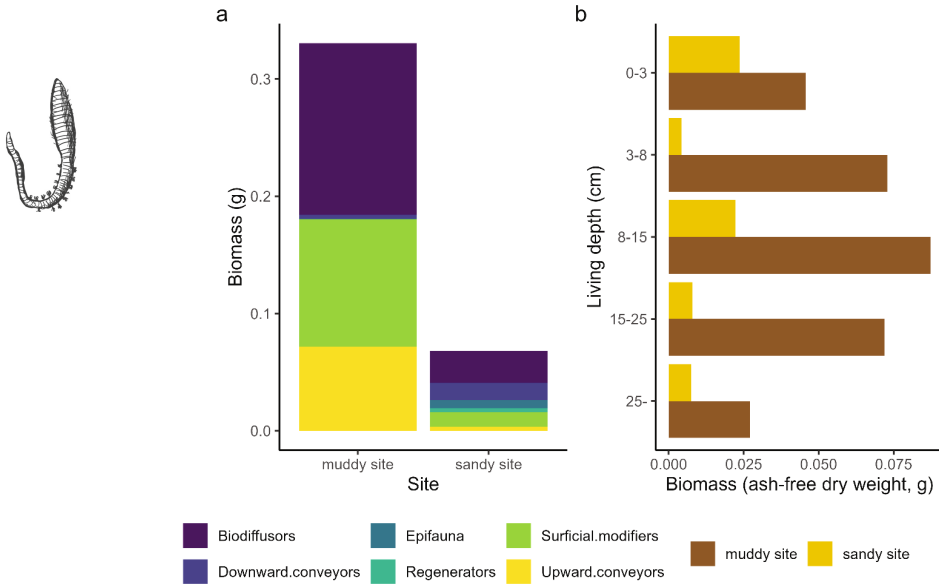 a
b
Biomass (g)
0.3
0.2
0.1
0.0
muddy site
sandy site
Site
Living depth (cm)
0-3
3-8
8-15
15-25
25-
0.000
0.025
0.050
0.075
Biomass (ash-free dry weight, g)
Biodiffusors
Epifauna
Surficial.modifiers
Downward.conveyors
Regenerators
Upward.conveyors
muddy site
sandy site